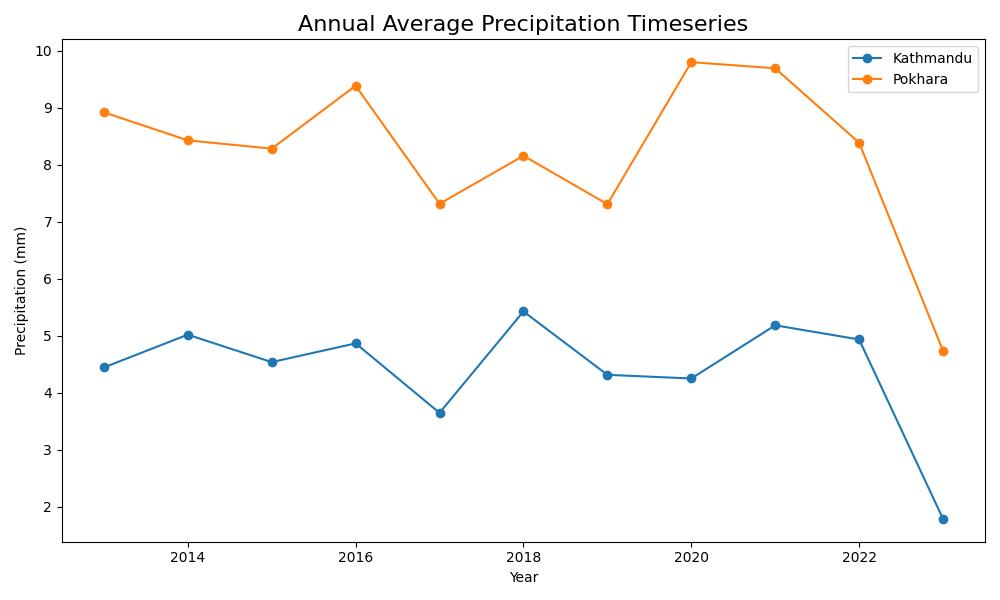 Annual Average Precipitation Timeseries
Kathmandu
Pokhara
10
9
8
7
6
5
4
3
2
Precipitation (mm)
2014 2016 2018 2020 2022
Year